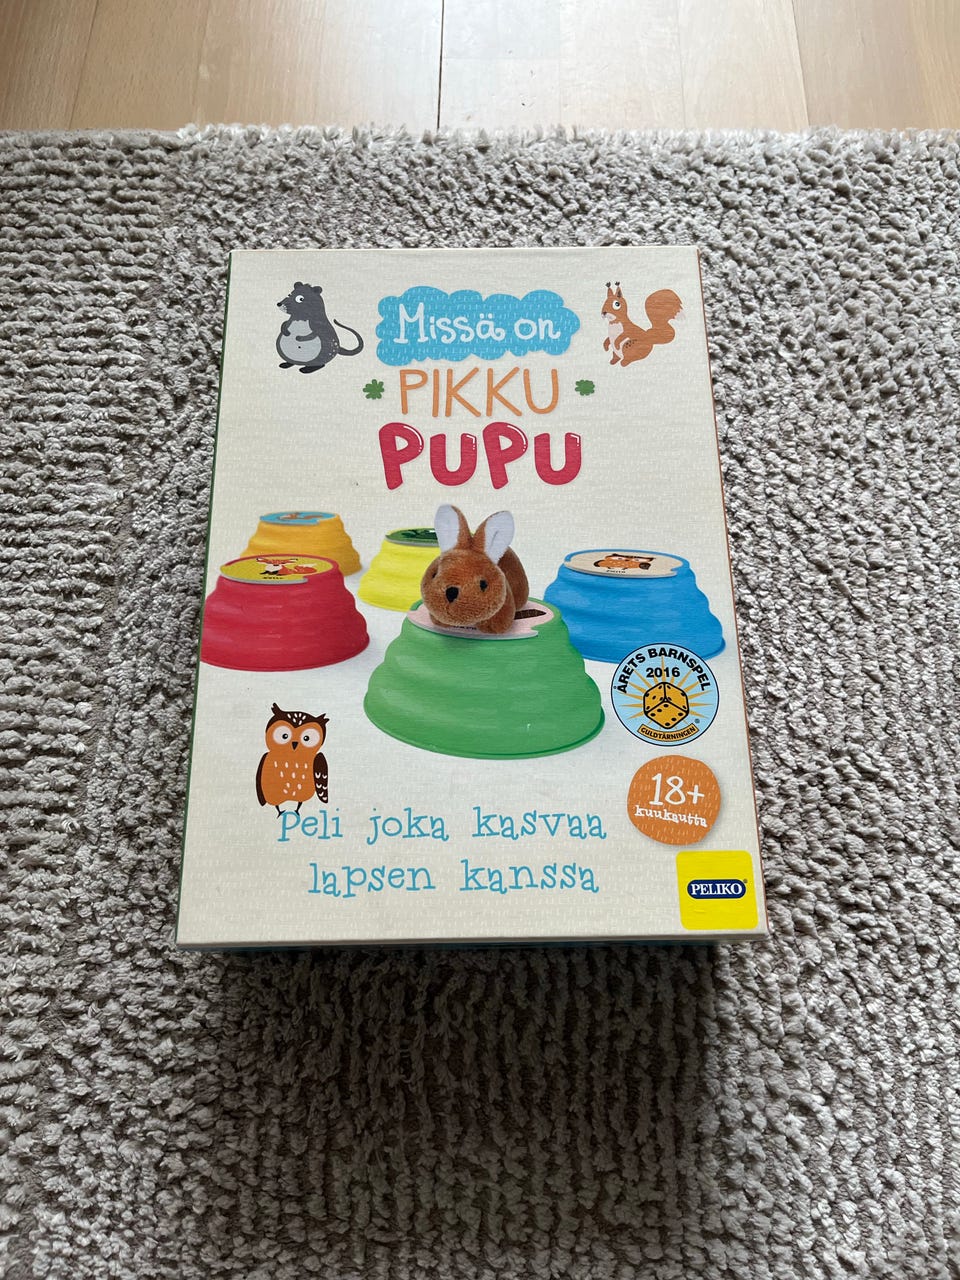 Missä on
PIKKU
PUPU
ÅRETS BARNSPEL
2016
GULDTÄRNINGEN
18+
kuukautta
Peli joka kasvaa
lapsen kanssa
PELIKO